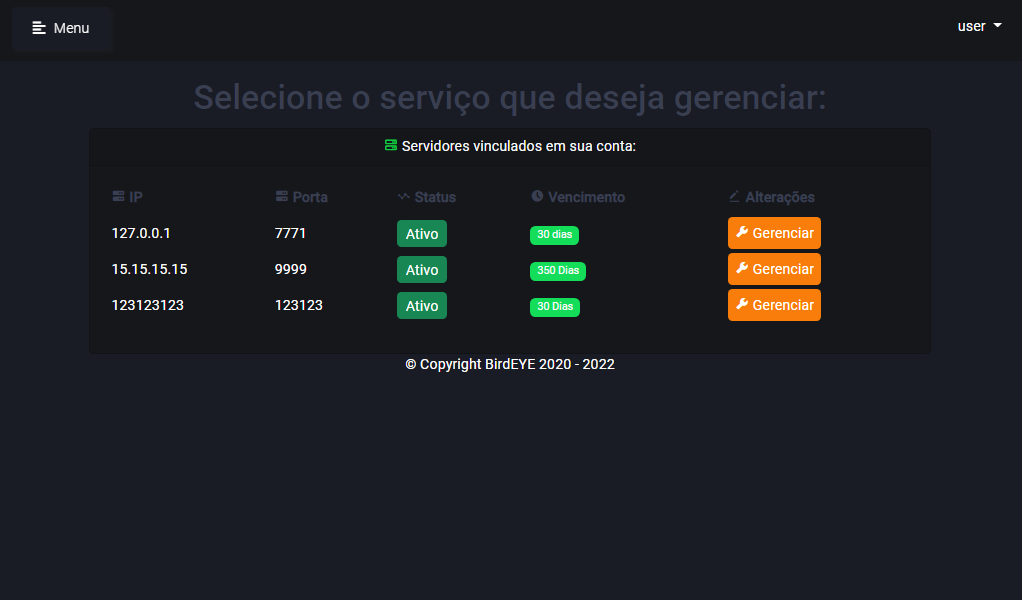 Menu
user
Selecione o serviço que deseja gerenciar:
Servidores vinculados em sua conta:
IP Porta Status Vencimento Alterações
127.0.0.1 7771 Ativo 30 dias Gerenciar
15.15.15.15 9999 Ativo 350 Dias Gerenciar
123123123 123123 Ativo 30 Dias Gerenciar
© Copyright BirdEYE 2020 - 2022